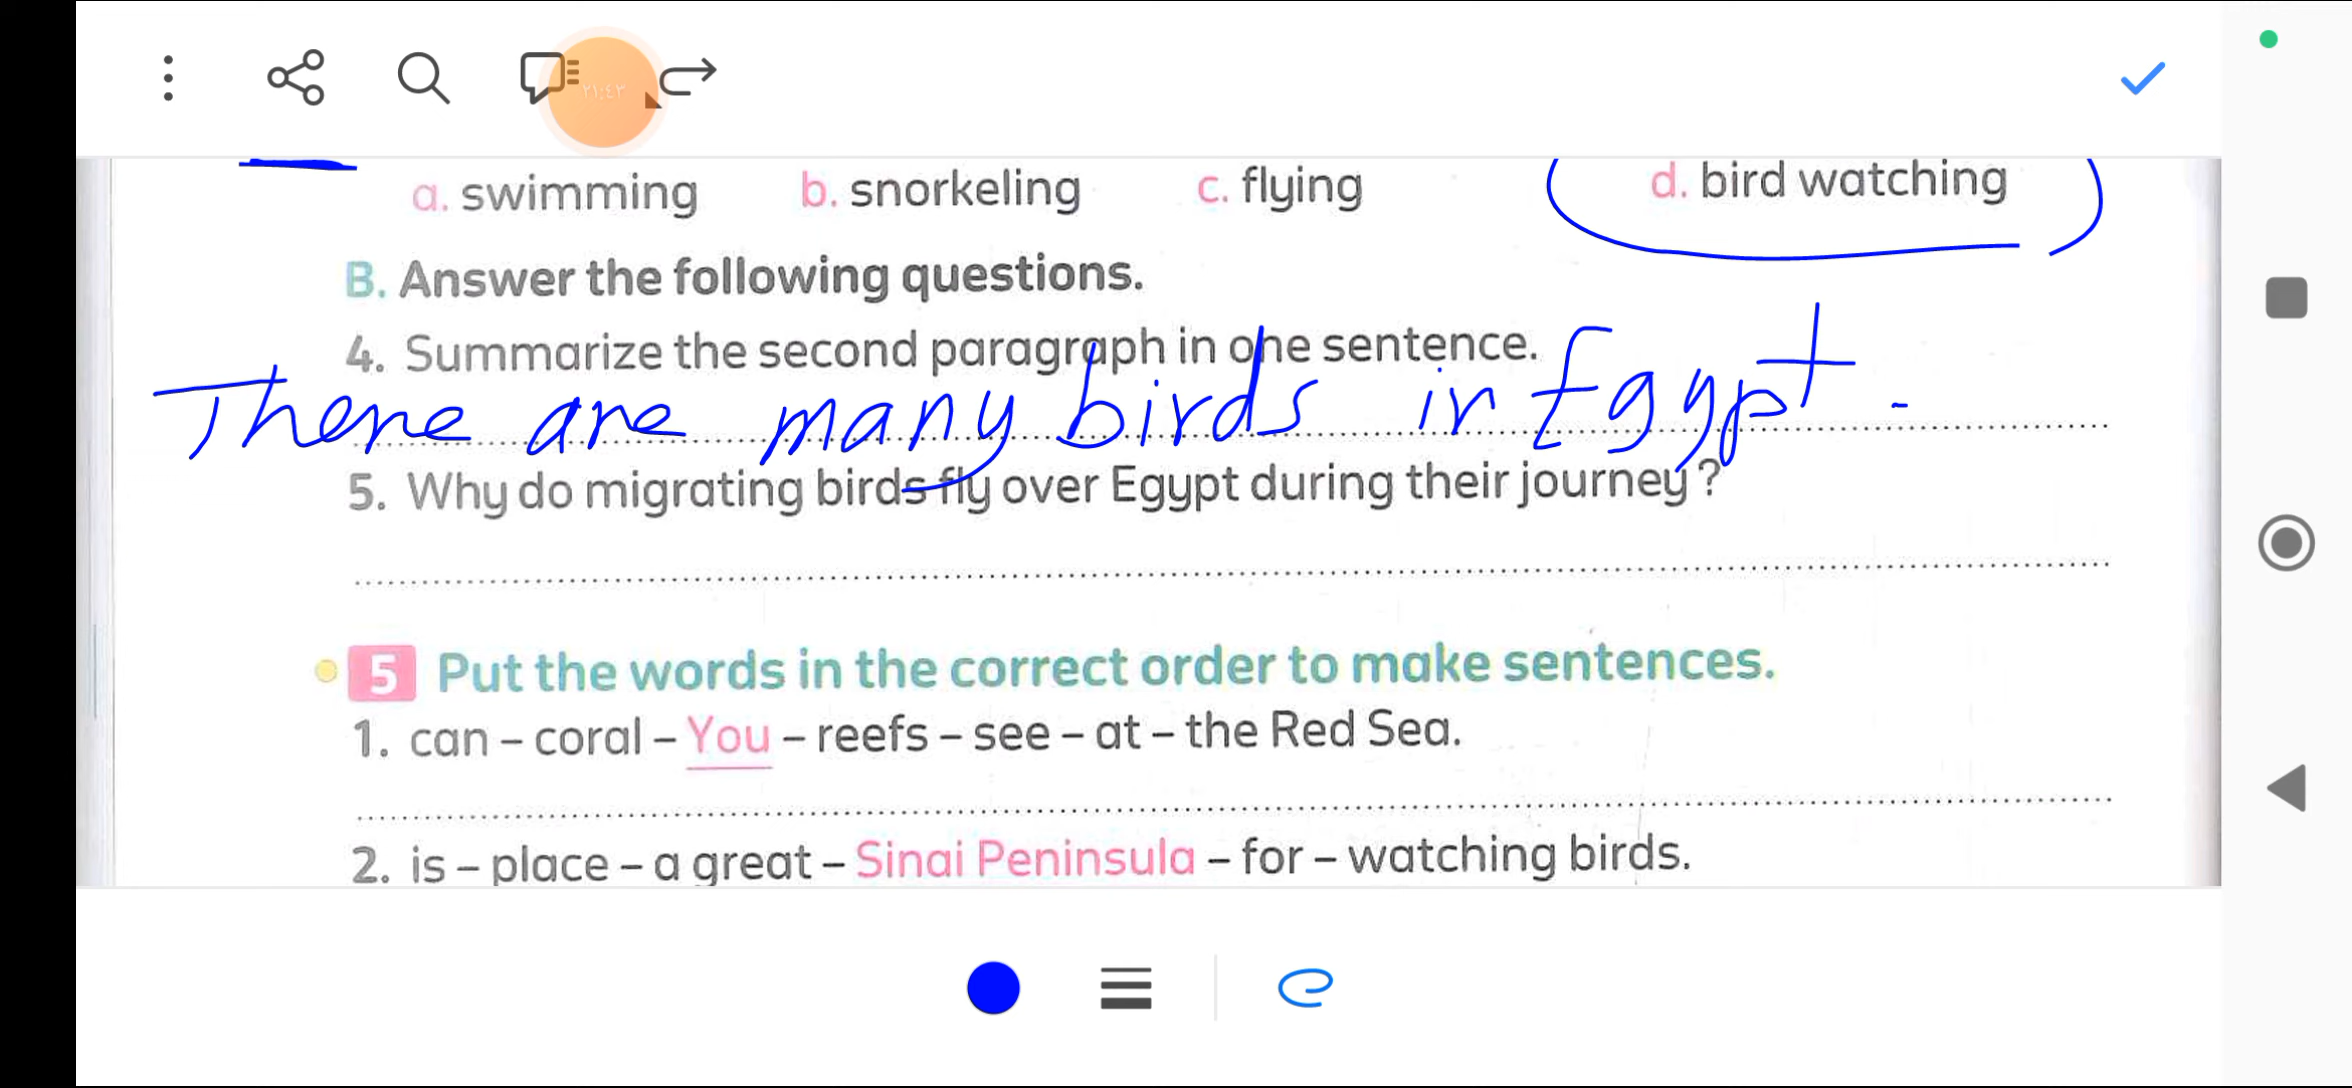 ٢١:٤٣
a. swimming b. snorkeling c. flying d. bird watching
B. Answer the following questions.
4. Summarize the second paragraph in one sentence.
There are many birds in Egypt.
5. Why do migrating birds fly over Egypt during their journey?
5 Put the words in the correct order to make sentences.
1. can – coral – You – reefs – see – at – the Red Sea.
2. is – place – a great – Sinai Peninsula – for – watching birds.